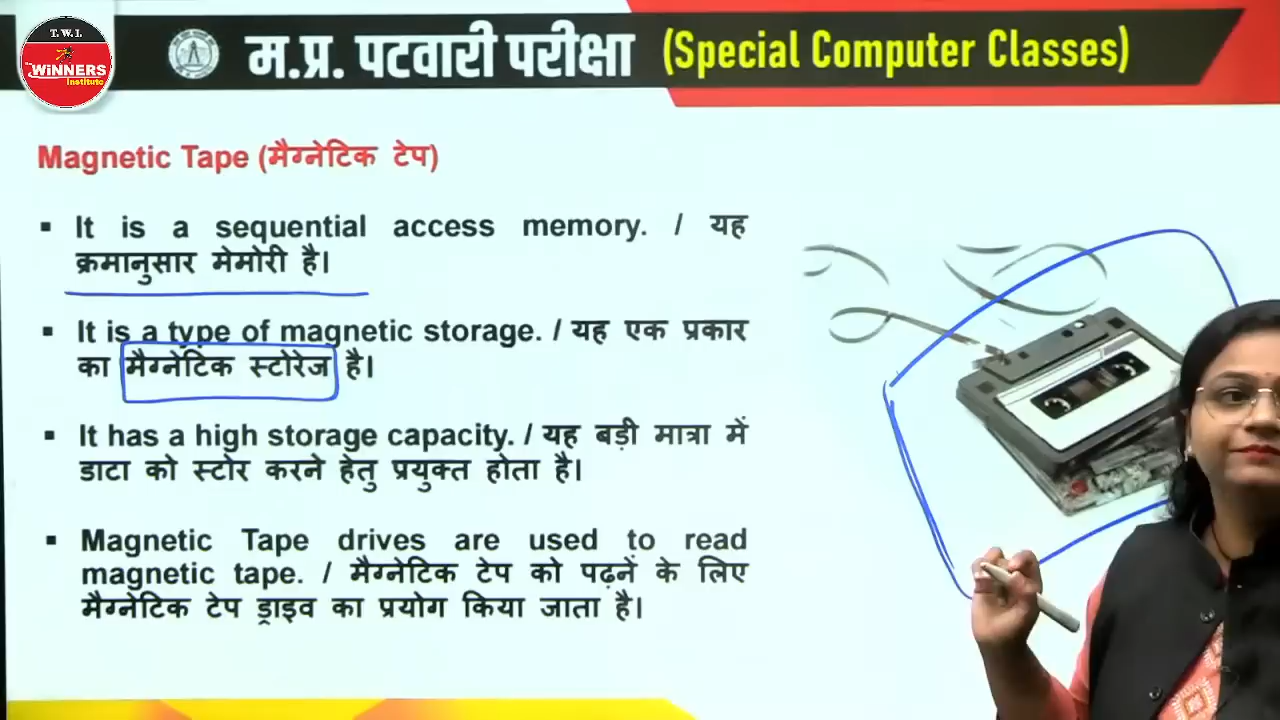 T.W.I.
WiNNERS
institute
म.प्र. पटवारी परीक्षा (Special Computer Classes)
Magnetic Tape (मैग्नेटिक टेप)
▪ It is a sequential access memory. / यह
क्रमानुसार मेमोरी है।
▪ It is a type of magnetic storage. / यह एक प्रकार
का मैग्नेटिक स्टोरेज है।
▪ It has a high storage capacity. / यह बड़ी मात्रा में
डाटा को स्टोर करने हेतु प्रयुक्त होता है।
▪ Magnetic Tape drives are used to read
magnetic tape. / मैग्नेटिक टेप को पढ़नें के लिए
मैग्नेटिक टेप ड्राइव का प्रयोग किया जाता है।